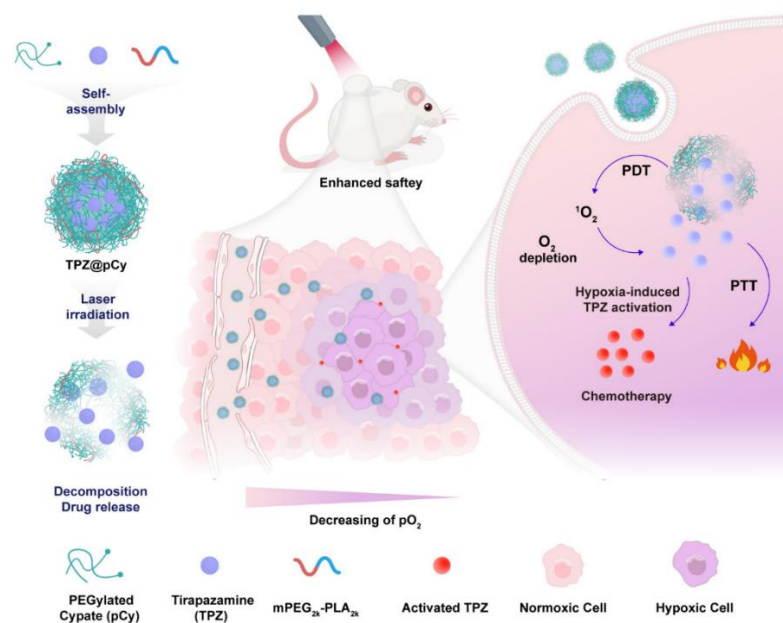 Self-
assembly
TPZ@pCy
Laser
irradiation
Decomposition
Drug release
Enhanced saftey
Decreasing of pO₂
PDT
¹O₂
O₂
depletion
Hypoxia-induced
TPZ activation
PTT
Chemotherapy
PEGylated
Cypate (pCy)
Tirapazamine
(TPZ)
mPEG₂ₖ-PLA₂ₖ
Activated TPZ
Normoxic Cell
Hypoxic Cell